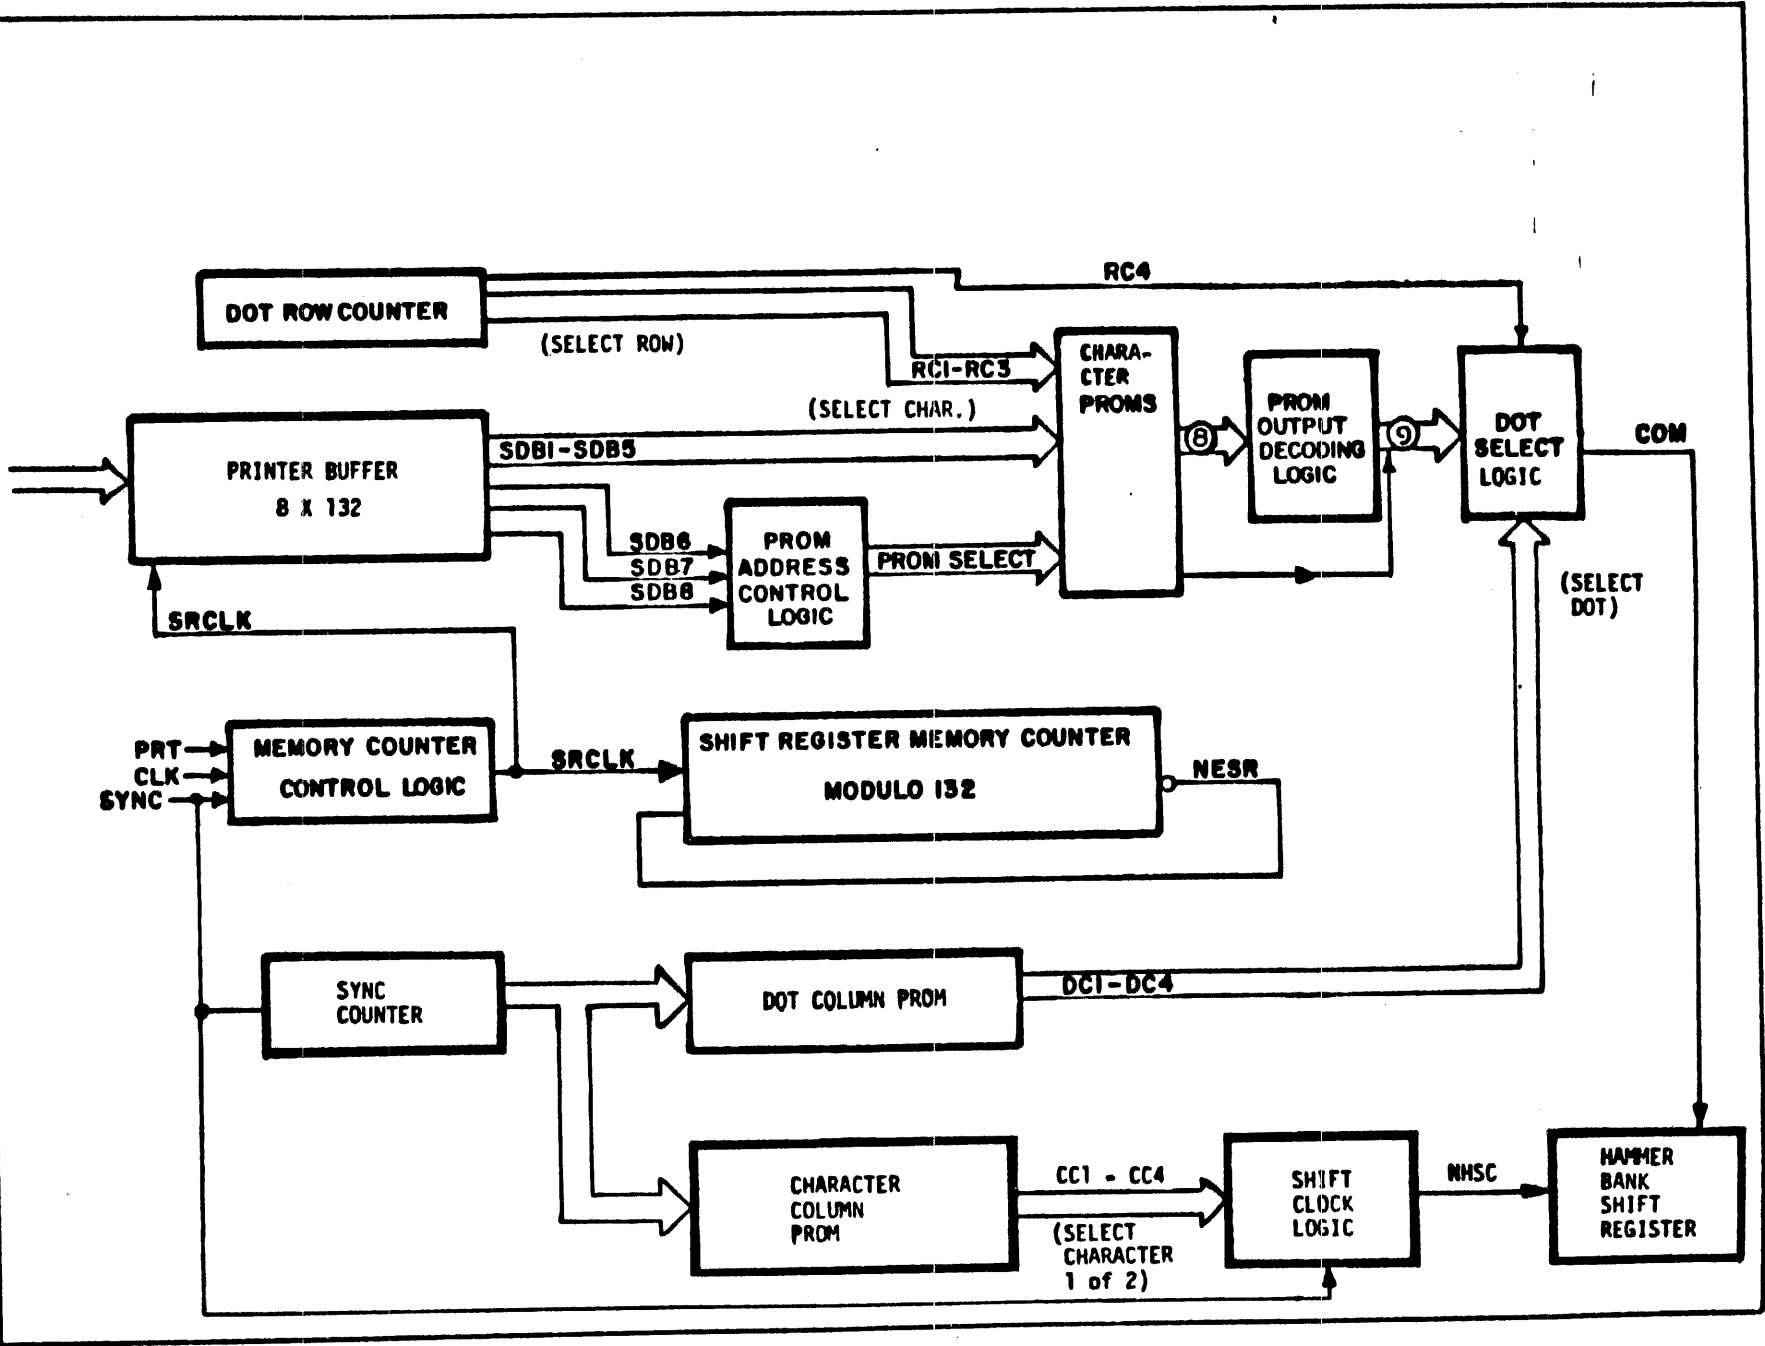 RC4
DOT ROW COUNTER
(SELECT ROW)
RC1-RC3
(SELECT CHAR.)
SDB1-SDB5
CHARA-
CTER
PROMS
8
PROM
OUTPUT
DECODING
LOGIC
9
DOT
SELECT
LOGIC
COM
PRINTER BUFFER
8 X 132
SDB6
SDB7
SDB8
PROM
ADDRESS
CONTROL
LOGIC
PROM SELECT
(SELECT
DOT)
SRCLK
PRT
CLK
SYNC
MEMORY COUNTER
CONTROL LOGIC
SRCLK
SHIFT REGISTER MEMORY COUNTER
MODULO 132
NESR
SYNC
COUNTER
DOT COLUMN PROM
DC1-DC4
CHARACTER
COLUMN
PROM
CC1 - CC4
(SELECT
CHARACTER
1 of 2)
SHIFT
CLOCK
LOGIC
NHSC
HAMMER
BANK
SHIFT
REGISTER